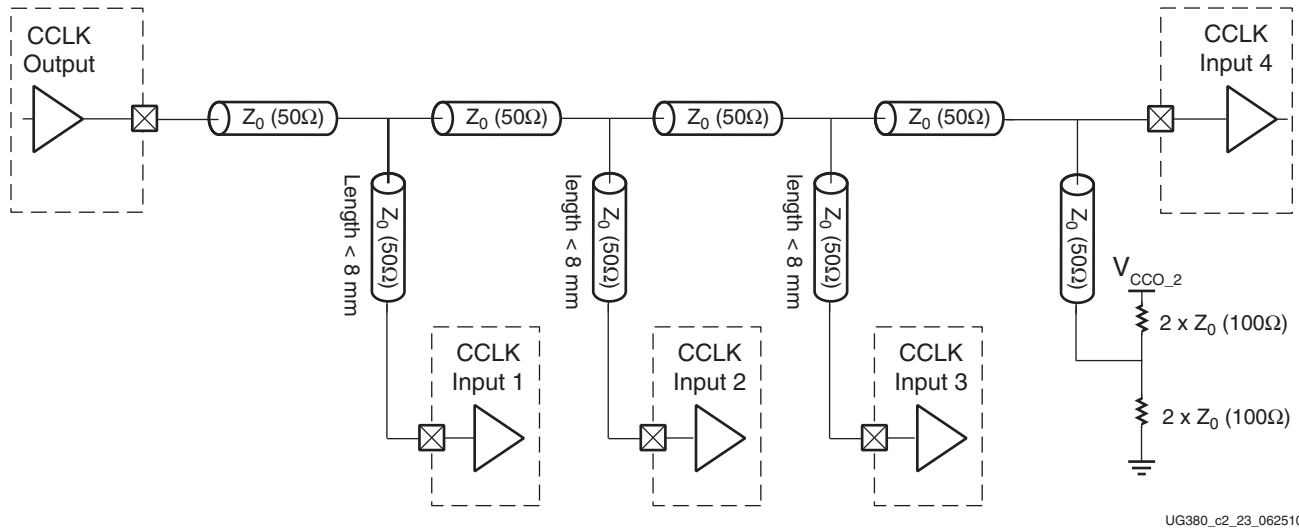 CCLK
Output
Z0 (50Ω)
Z0 (50Ω)
Z0 (50Ω)
Z0 (50Ω)
CCLK
Input 4
Length < 8 mm
Z0 (50Ω)
length < 8 mm
Z0 (50Ω)
length < 8 mm
Z0 (50Ω)
Z0 (50Ω)
VCCO_2
2 x Z0 (100Ω)
2 x Z0 (100Ω)
CCLK
Input 1
CCLK
Input 2
CCLK
Input 3
UG380_c2_23_062510